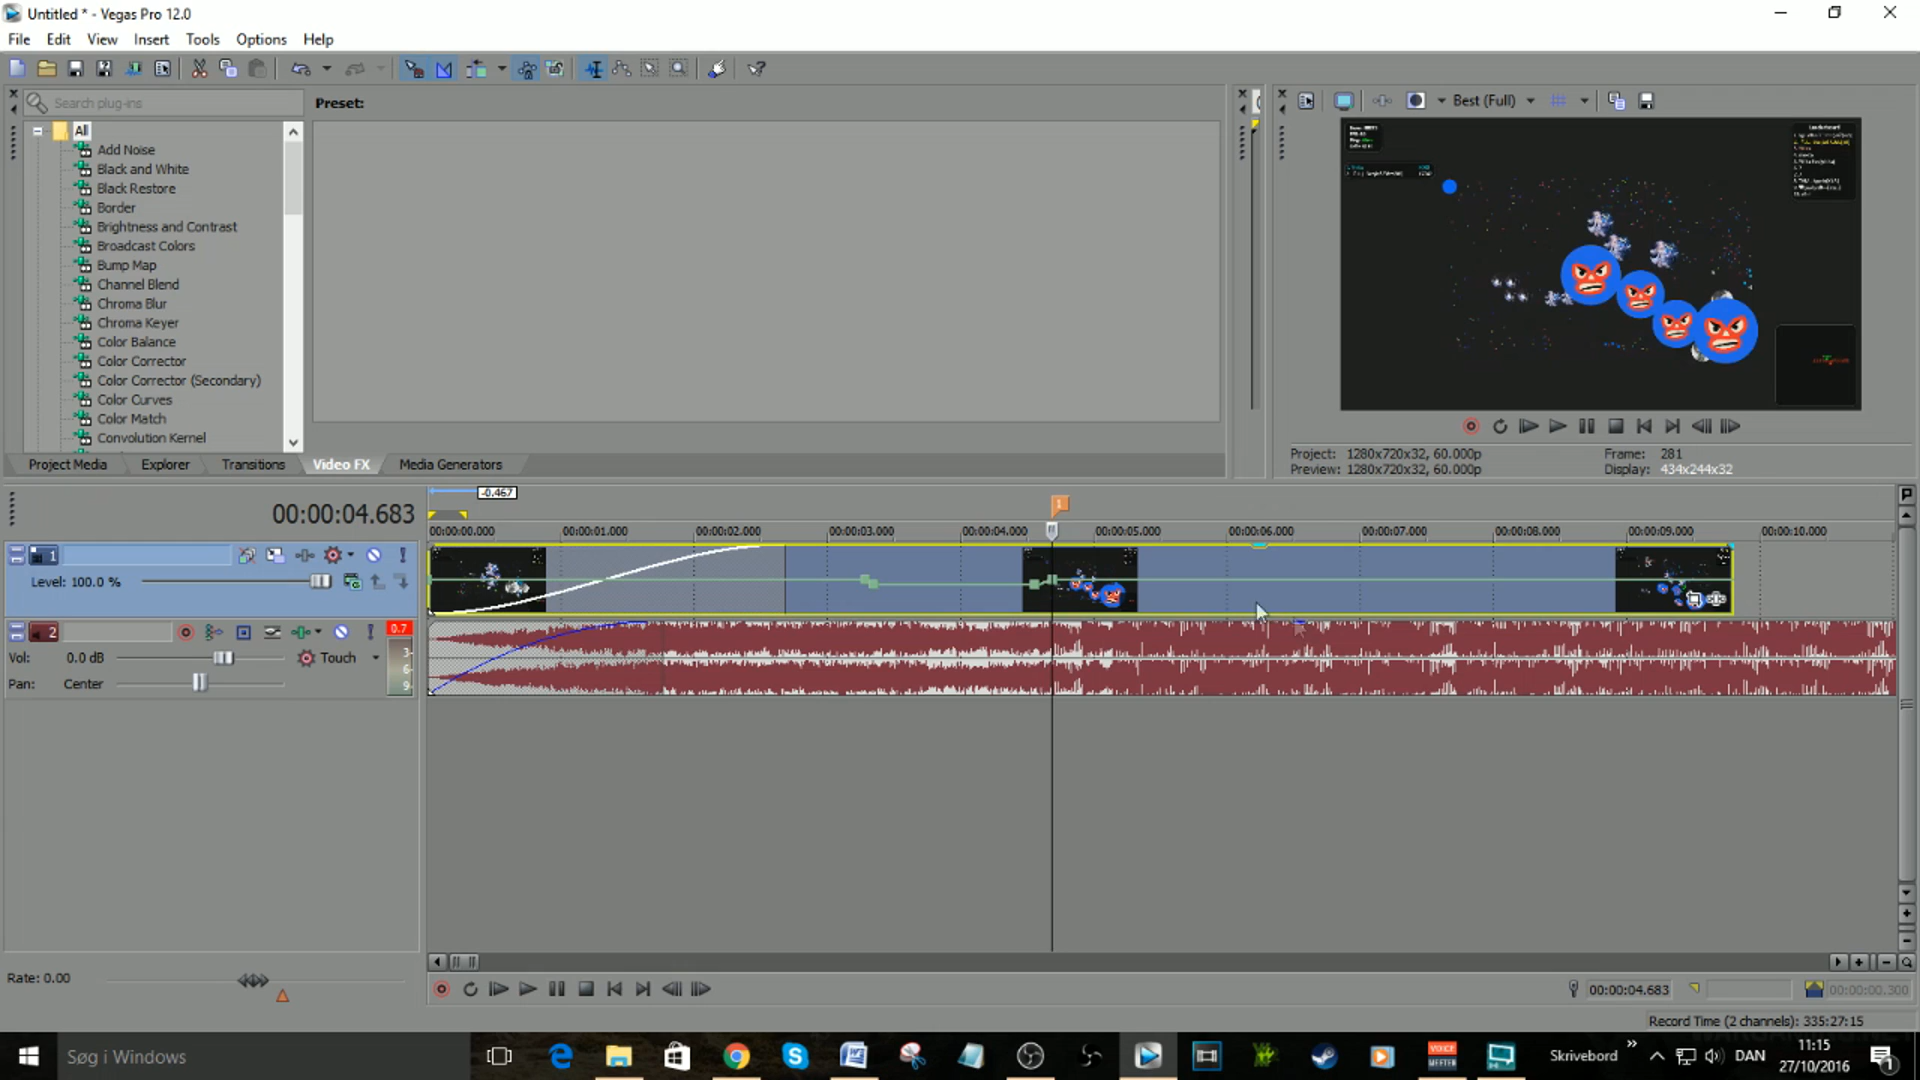 Untitled * - Vegas Pro 12.0
File Edit View Insert Tools Options Help
Search plug-ins
Preset:
Best (Full)
All
Add Noise
Black and White
Black Restore
Border
Brightness and Contrast
Broadcast Colors
Bump Map
Channel Blend
Chroma Blur
Chroma Keyer
Color Balance
Color Corrector
Color Corrector (Secondary)
Color Curves
Color Match
Convolution Kernel
Leaderboard
Project Media Explorer Transitions Video FX Media Generators
Project: 1280x720x32, 60.000p Frame: 281
Preview: 1280x720x32, 60.000p Display: 434x244x32
-0.467
00:00:04.683
1
00:00:00.000 00:00:01.000 00:00:02.000 00:00:03.000 00:00:04.000 00:00:05.000 00:00:06.000 00:00:07.000 00:00:08.000 00:00:09.000 00:00:10.000
1
Level: 100.0 %
2 0.7
Vol: 0.0 dB Touch 3
6
Pan: Center 9
Rate: 0.00
00:00:04.683 00:00:00.300
Record Time (2 channels): 335:27:15
Søg i Windows
VOICE
MEETER
Skrivebord
DAN
11:15
27/10/2016
1